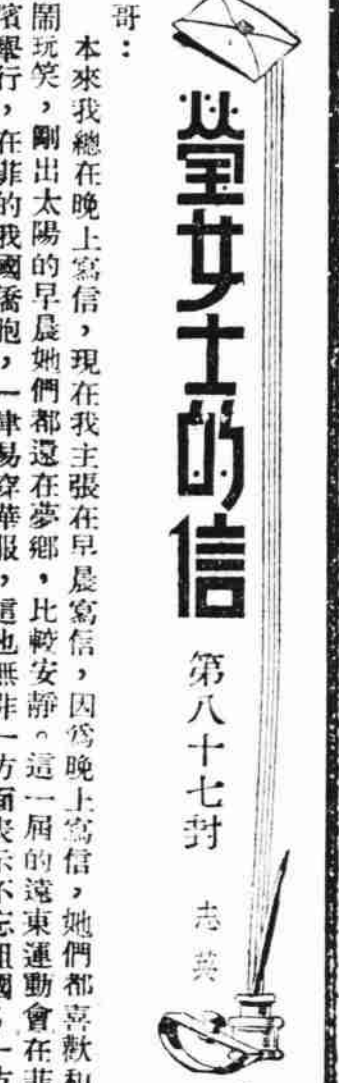 瑩女士的信
第八十七封
志英
哥：
本來我總在晚上寫信，現在我主張在早晨寫信，因爲晚上寫信，她們都喜歡和
鬧玩笑，剛出太陽的早晨她們都還在夢鄉，比較安靜。這一屆的遠東運動會在菲
濱舉行，在菲的我國僑胞，一律易穿華服，這也無非一方面表示不忘祖國，一方